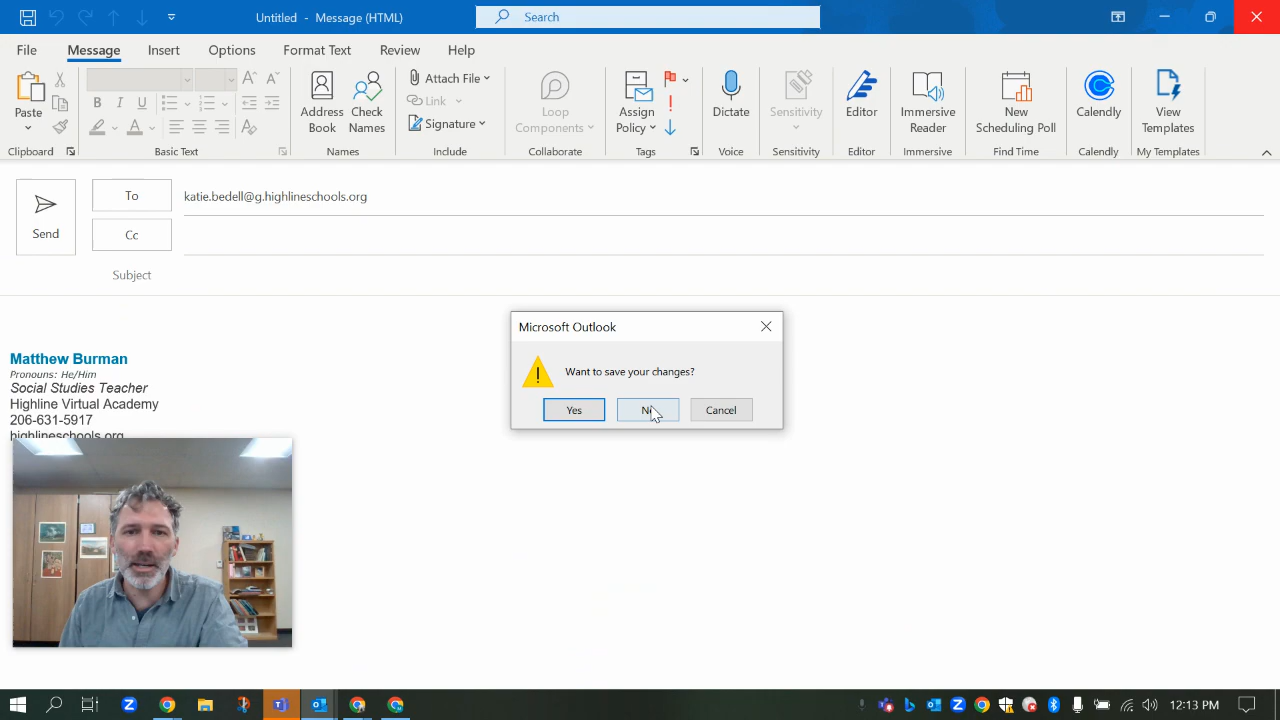 Untitled - Message (HTML)
Search
File Message Insert Options Format Text Review Help
Paste
Clipboard
B I U
A
Basic Text
Address Book
Check Names
Names
Attach File
Link
Signature
Include
Loop Components
Collaborate
Assign Policy
Tags
Dictate
Voice
Sensitivity
Sensitivity
Editor
Editor
Immersive Reader
Immersive
New Scheduling Poll
Find Time
Calendly
Calendly
View Templates
My Templates
Send
To
katie.bedell@g.highlineschools.org
Cc
Subject
Microsoft Outlook
Want to save your changes?
Yes
Cancel
Matthew Burman
Pronouns: He/Him
Social Studies Teacher
Highline Virtual Academy
206-631-5917
highlineschools.org
12:13 PM